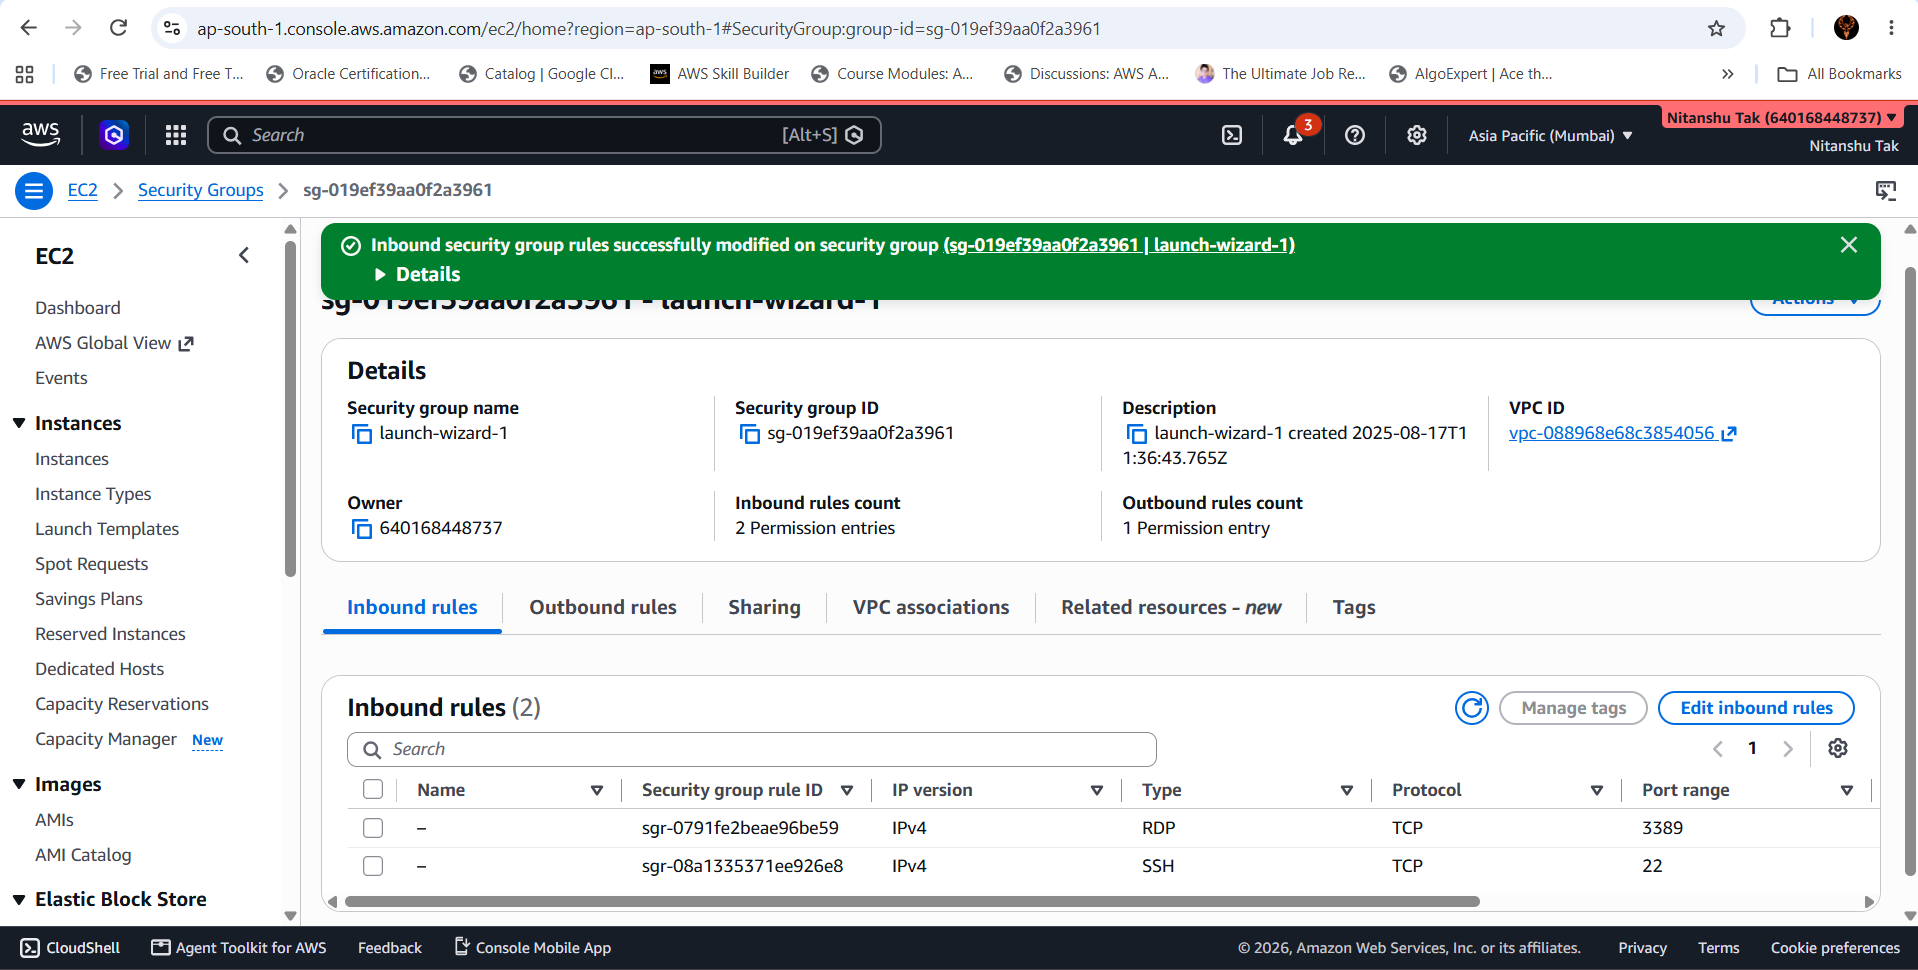 ap-south-1.console.aws.amazon.com/ec2/home?region=ap-south-1#SecurityGroup:group-id=sg-019ef39aa0f2a3961
Free Trial and Free T... Oracle Certification... Catalog | Google Cl... aws AWS Skill Builder Course Modules: A... Discussions: AWS A... The Ultimate Job Re... AlgoExpert | Ace th... » All Bookmarks
aws Search [Alt+S] 3 Asia Pacific (Mumbai) Nitanshu Tak (640168448737)
Nitanshu Tak
EC2 Security Groups sg-019ef39aa0f2a3961
EC2
Dashboard
AWS Global View
Events
Instances
Instances
Instance Types
Launch Templates
Spot Requests
Savings Plans
Reserved Instances
Dedicated Hosts
Capacity Reservations
Capacity Manager New
Images
AMIs
AMI Catalog
Elastic Block Store
Inbound security group rules successfully modified on security group (sg-019ef39aa0f2a3961 | launch-wizard-1)
Details
sg-019ef39aa0f2a3961 - launch-wizard-1 Actions
Details
Security group name Security group ID Description VPC ID
launch-wizard-1 sg-019ef39aa0f2a3961 launch-wizard-1 created 2025-08-17T1 vpc-088968e68c3854056
1:36:43.765Z
Owner Inbound rules count Outbound rules count
640168448737 2 Permission entries 1 Permission entry
Inbound rules Outbound rules Sharing VPC associations Related resources - new Tags
Inbound rules (2) Manage tags Edit inbound rules
Search 1
Name Security group rule ID IP version Type Protocol Port range
– sgr-0791fe2beae96be59 IPv4 RDP TCP 3389
– sgr-08a1335371ee926e8 IPv4 SSH TCP 22
CloudShell Agent Toolkit for AWS Feedback Console Mobile App © 2026, Amazon Web Services, Inc. or its affiliates. Privacy Terms Cookie preferences